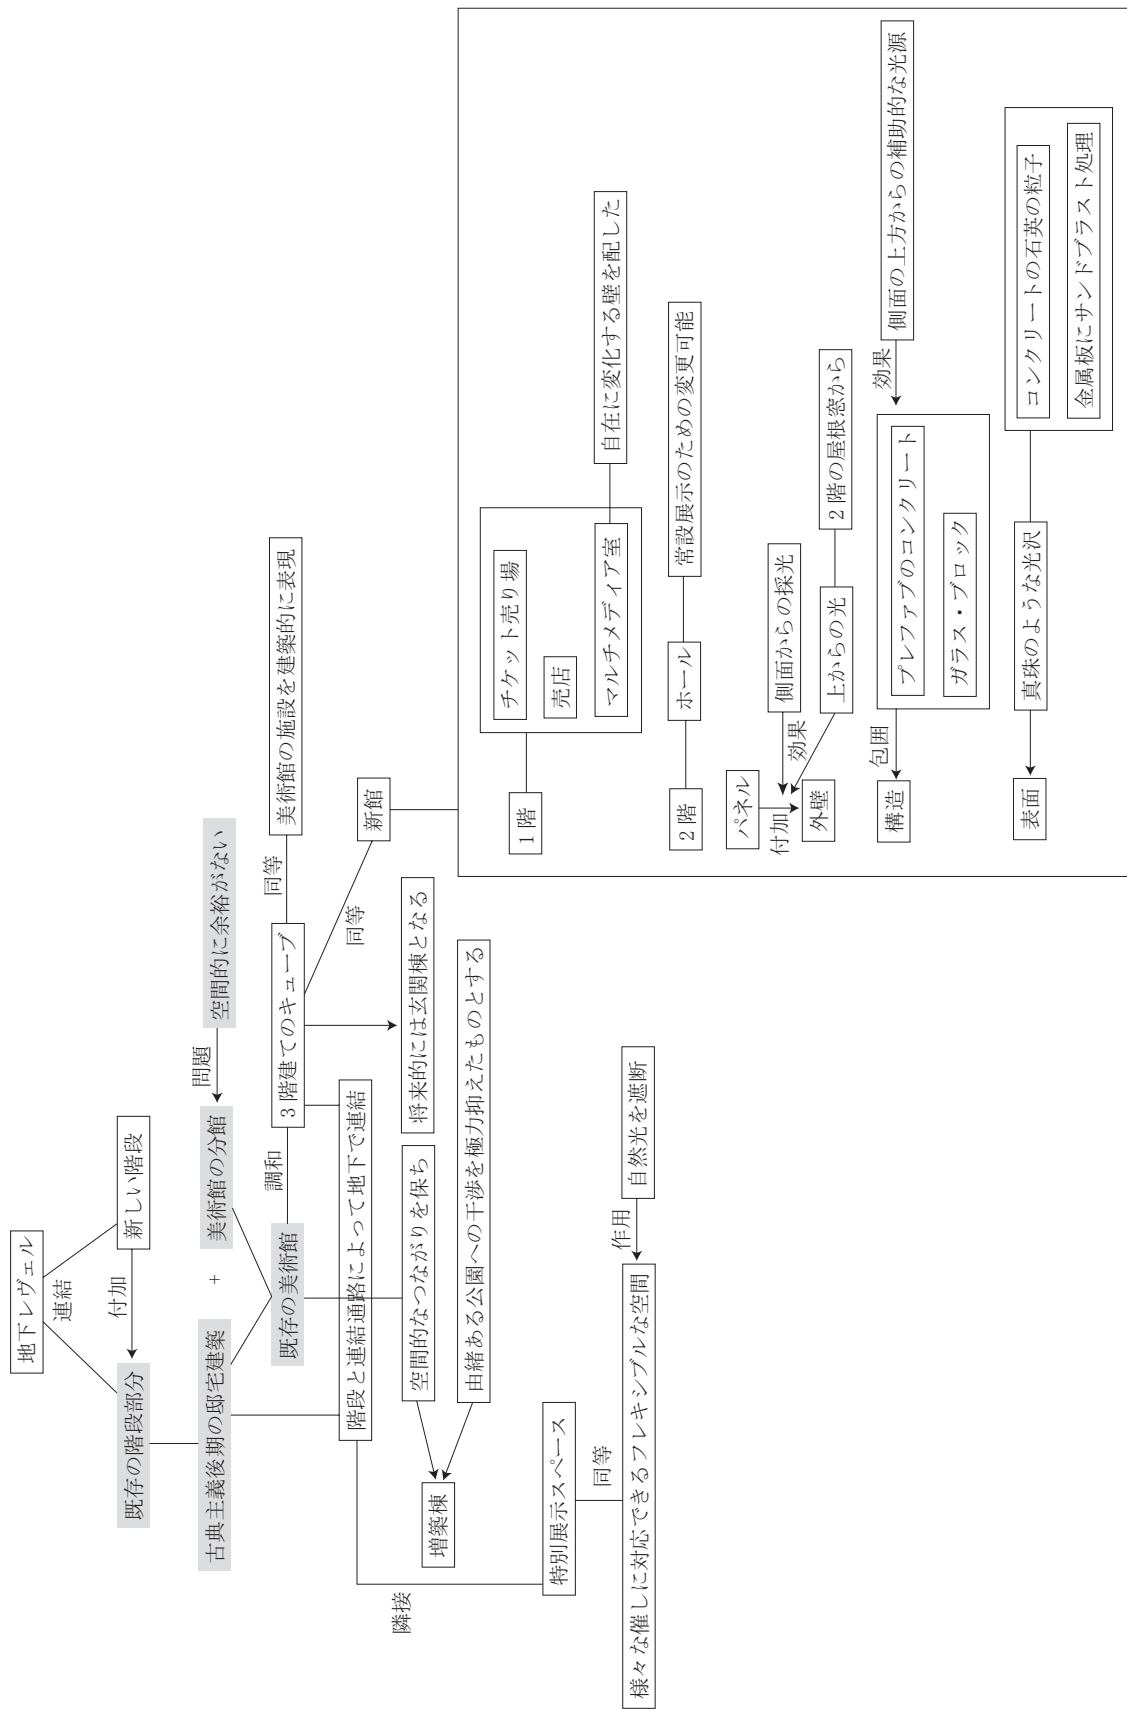 地下レヴェル
連結
既存の階段部分
付加
新しい階段
古典主義後期の邸宅建築
+
美術館の分館
問題
空間的に余裕がない
既存の美術館
調和
3階建てのキューブ
同等
美術館の施設を建築的に表現
階段と連結通路によって地下で連結
同等
新館
空間的なつながりを保ち
将来的には玄関棟となる
増築棟
由緒ある公園への干渉を極力抑えたものとする
隣接
特別展示スペース
同等
様々な催しに対応できるフレキシブルな空間
作用
自然光を遮断
1階
チケット売り場
売店
マルチメディア室
自在に変化する壁を配した
2階
ホール
常設展示のための変更可能
パネル
付加
外壁
効果
側面からの採光
上からの光
2階の屋根窓から
構造
包囲
プレファブのコンクリート
ガラス・ブロック
効果
側面の上方からの補助的な光源
表面
真珠のような光沢
コンクリートの石英の粒子
金属板にサンドブラスト処理